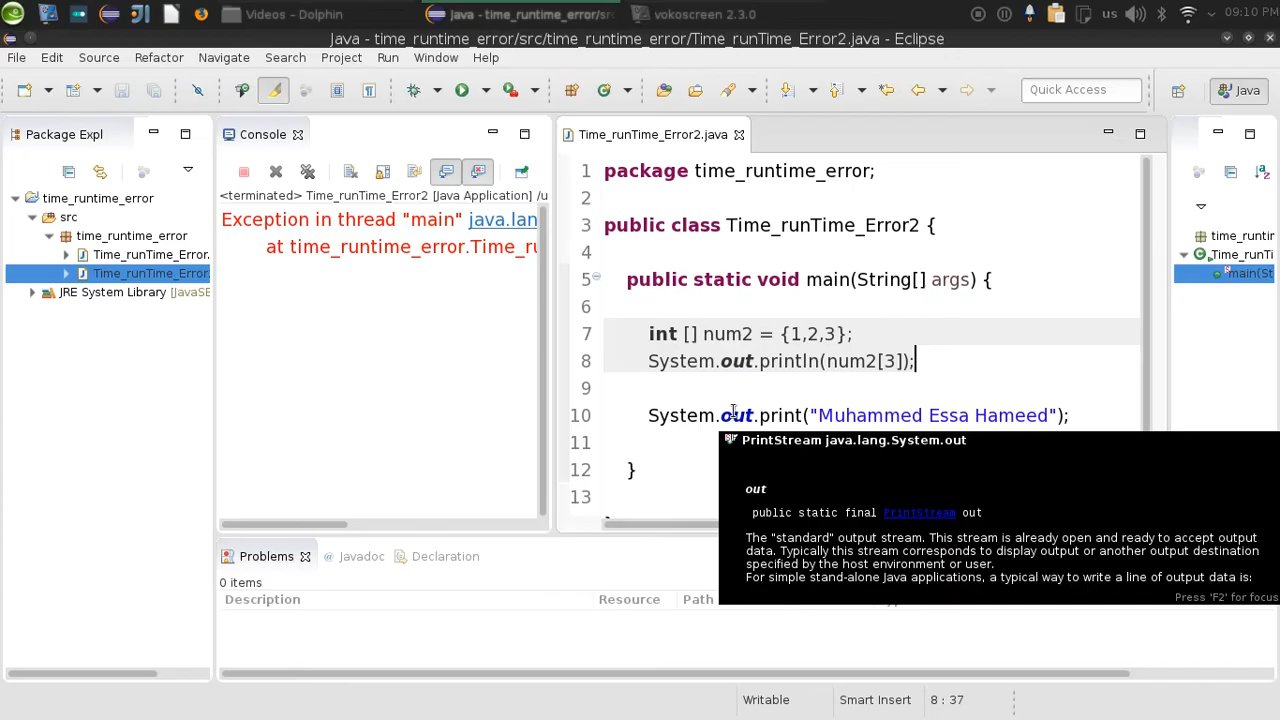 Videos – Dolphin
Java - time_runtime_error/src
vokoscreen 2.3.0
us
09:10 PM
Java - time_runtime_error/src/time_runtime_error/Time_runTime_Error2.java - Eclipse
File Edit Source Refactor Navigate Search Project Run Window Help
Quick Access
Java
Package Expl
time_runtime_error
src
time_runtime_error
Time_runTime_Error.
Time_runTime_Error.
JRE System Library [JavaSE
Console
<terminated> Time_runTime_Error2 [Java Application] /u
Exception in thread "main" java.lan
at time_runtime_error.Time_ru
Time_runTime_Error2.java
1 package time_runtime_error;
2
3 public class Time_runTime_Error2 {
4
5 public static void main(String[] args) {
6
7 int [] num2 = {1,2,3};
8 System.out.println(num2[3]);
9
10 System.out.print("Muhammed Essa Hameed");
11
12 }
13
PrintStream java.lang.System.out
out
public static final PrintStream out
The "standard" output stream. This stream is already open and ready to accept output
data. Typically this stream corresponds to display output or another output destination
specified by the host environment or user.
For simple stand-alone Java applications, a typical way to write a line of output data is:
Press 'F2' for focus
time_runtin
Time_runTi
main(St
Problems Javadoc Declaration
0 items
Description Resource Path
Writable Smart Insert 8 : 37